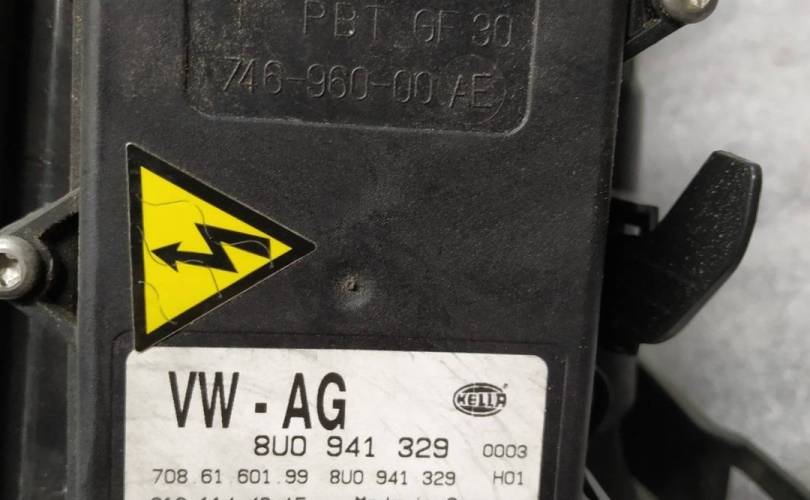 PBT GF 30
746-960-00 AE
VW - AG
HELLA
8U0 941 329 0003
708.61 601.99 8U0 941 329 H01